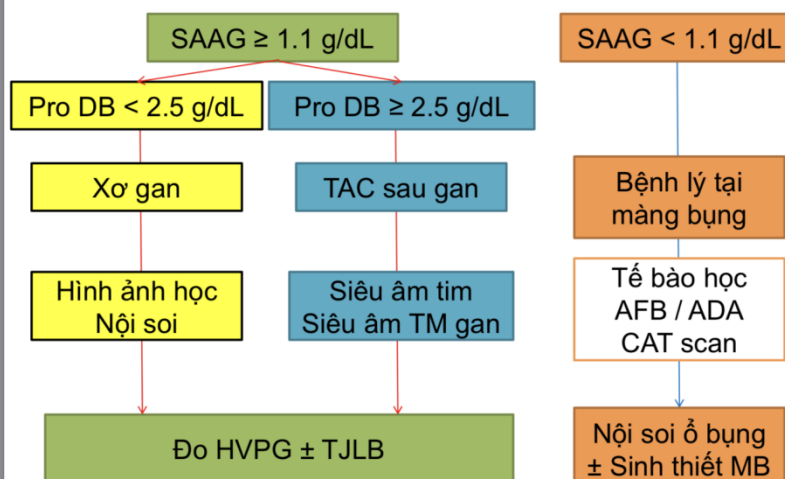 SAAG ≥ 1.1 g/dL
SAAG < 1.1 g/dL
Pro DB < 2.5 g/dL
Pro DB ≥ 2.5 g/dL
Xơ gan
TAC sau gan
Bệnh lý tại
màng bụng
Hình ảnh học
Nội soi
Siêu âm tim
Siêu âm TM gan
Tế bào học
AFB / ADA
CAT scan
Đo HVPG ± TJLB
Nội soi ổ bụng
± Sinh thiết MB